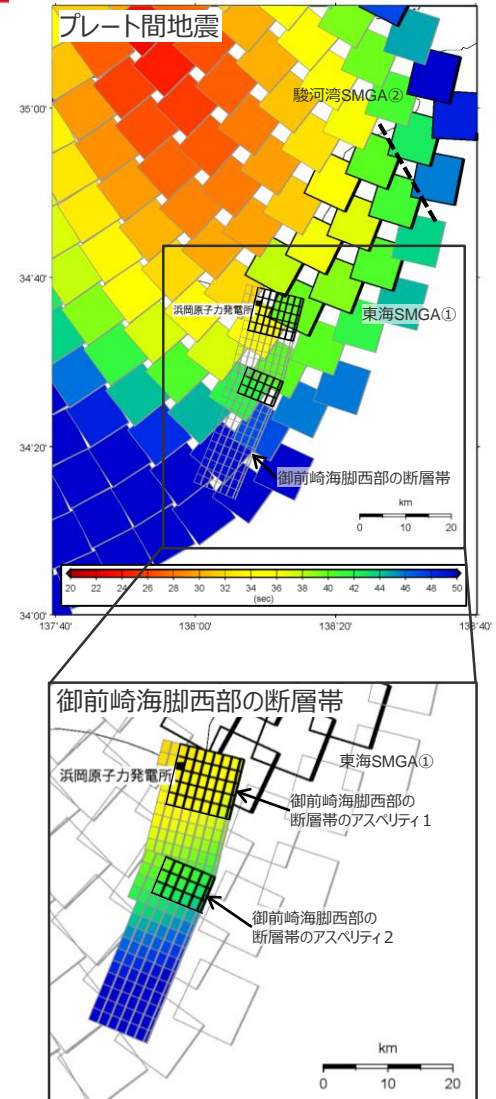 プレート間地震
駿河湾SMGA②
35˚00'
34˚40'
浜岡原子力発電所
東海SMGA①
34˚20'
御前崎海脚西部の断層帯
km
0 10 20
20 22 24 26 28 30 32 34 36 38 40 42 44 46 48 50
(sec)
34˚00'
137˚40' 138˚00' 138˚20' 138˚40'
御前崎海脚西部の断層帯
東海SMGA①
浜岡原子力発電所
御前崎海脚西部の
断層帯のアスペリティ1
御前崎海脚西部の
断層帯のアスペリティ2
km
0 10 20